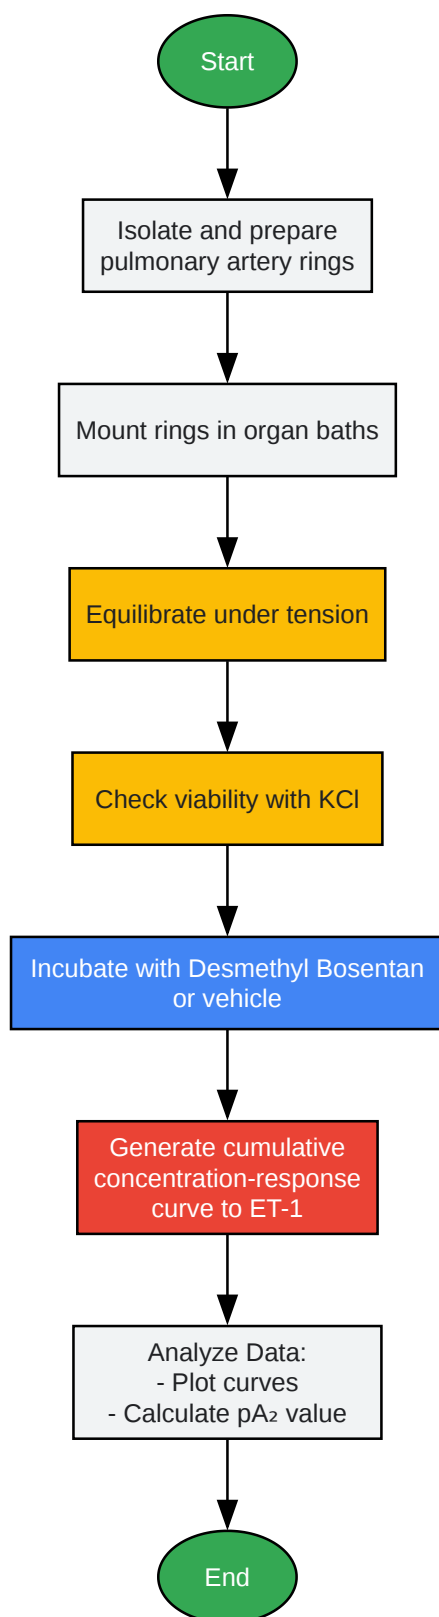 Start
Isolate and prepare
pulmonary artery rings
Mount rings in organ baths
Equilibrate under tension
Check viability with KCl
Incubate with Desmethyl Bosentan
or vehicle
Generate cumulative
concentration-response
curve to ET-1
Analyze Data:
- Plot curves
- Calculate pA₂ value
End